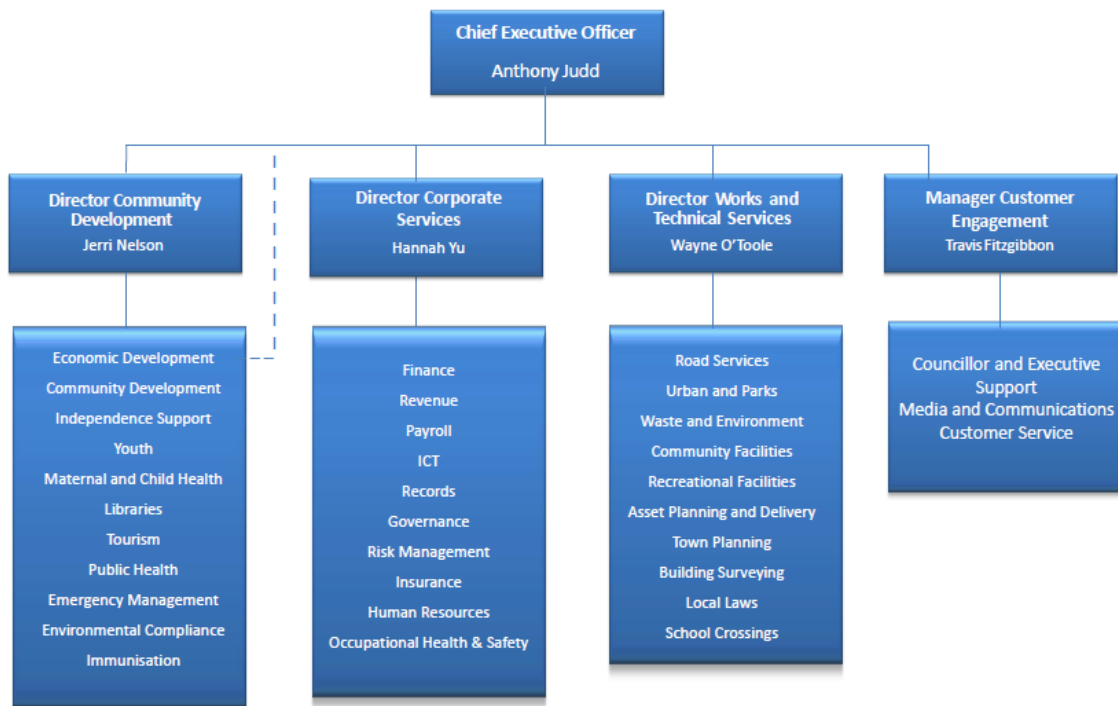 Chief Executive Officer
Anthony Judd
Director Community
Development
Jerri Nelson
Director Corporate
Services
Hannah Yu
Director Works and
Technical Services
Wayne O'Toole
Manager Customer
Engagement
Travis Fitzgibbon
Economic Development
Community Development
Independence Support
Youth
Maternal and Child Health
Libraries
Tourism
Public Health
Emergency Management
Environmental Compliance
Immunisation
Finance
Revenue
Payroll
ICT
Records
Governance
Risk Management
Insurance
Human Resources
Occupational Health & Safety
Road Services
Urban and Parks
Waste and Environment
Community Facilities
Recreational Facilities
Asset Planning and Delivery
Town Planning
Building Surveying
Local Laws
School Crossings
Councillor and Executive
Support
Media and Communications
Customer Service